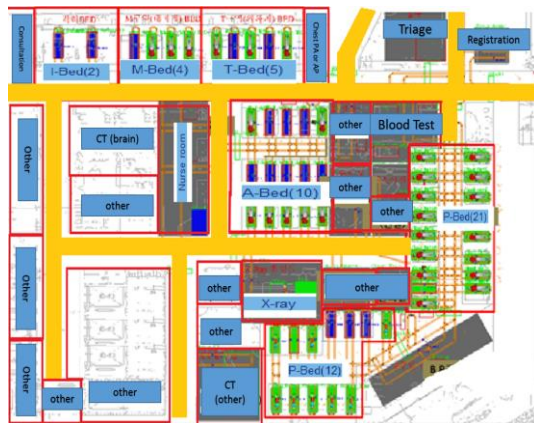 Consultation
I-Bed(2)
M-Bed(4)
T-Bed(5)
Chest PA or AP
Triage
Registration
Other
CT (brain)
Nurse room
other
Blood Test
other
other
A-Bed(10)
other
P-Bed(21)
Other
other
X-ray
other
other
Other
other
other
CT
(other)
P-Bed(12)